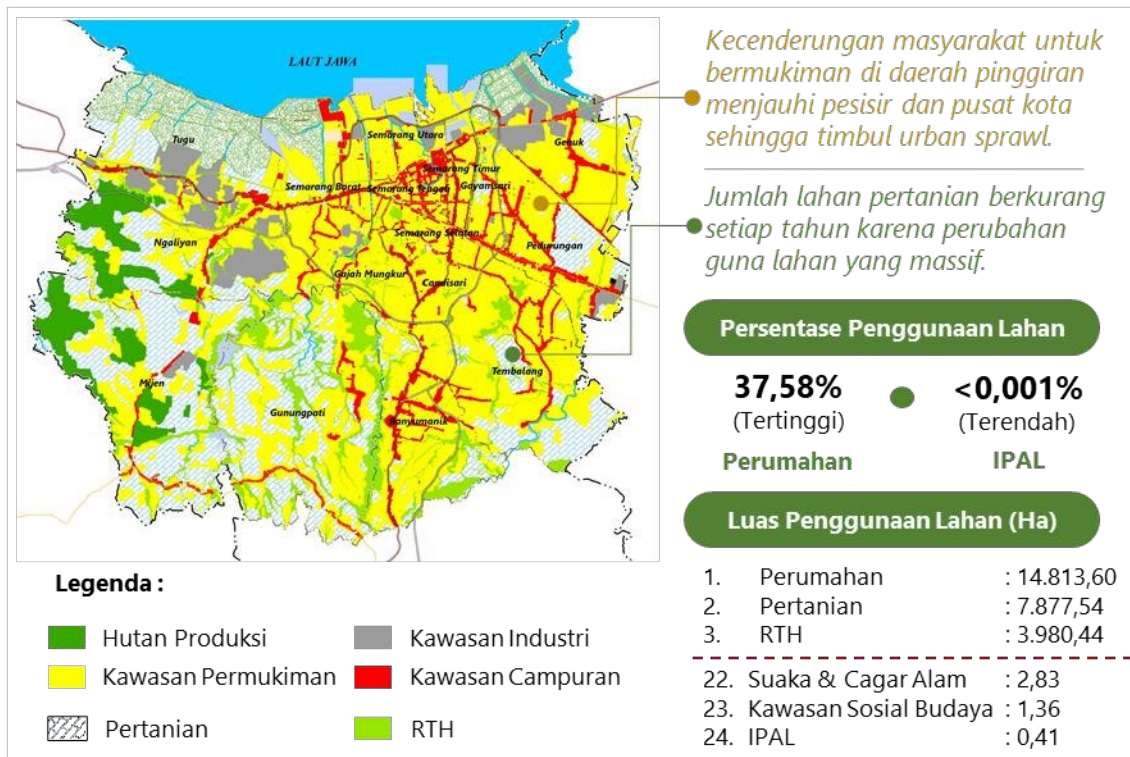 LAUT JAWA
Tugu
Semarang Utara
Genuk
Semarang Timur
Semarang Barat
Semarang Tengah
Gayamsari
Ngaliyan
Semarang Selatan
Pedurungan
Gajah Mungkur
Candisari
Mijen
Tembalang
Gunungpati
Banyumanik
Legenda :
Hutan Produksi
Kawasan Industri
Kawasan Permukiman
Kawasan Campuran
Pertanian
RTH
Kecenderungan masyarakat untuk
bermukiman di daerah pinggiran
menjauhi pesisir dan pusat kota
sehingga timbul urban sprawl.
Jumlah lahan pertanian berkurang
setiap tahun karena perubahan
guna lahan yang massif.
Persentase Penggunaan Lahan
37,58% <0,001%
(Tertinggi) (Terendah)
Perumahan IPAL
Luas Penggunaan Lahan (Ha)
1. Perumahan : 14.813,60
2. Pertanian : 7.877,54
3. RTH : 3.980,44
22. Suaka & Cagar Alam : 2,83
23. Kawasan Sosial Budaya : 1,36
24. IPAL : 0,41